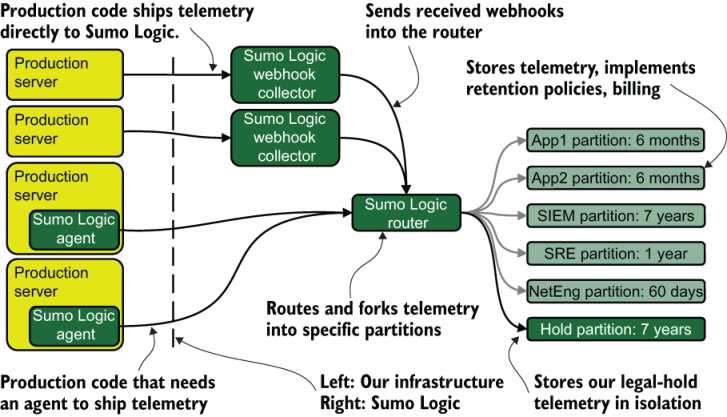 Production code ships telemetry
directly to Sumo Logic.
Sends received webhooks
into the router
Stores telemetry, implements
retention policies, billing
Production
server
Sumo Logic
webhook
collector
Production
server
Sumo Logic
webhook
collector
Production
server
Sumo Logic
agent
Production
server
Sumo Logic
agent
Sumo Logic
router
App1 partition: 6 months
App2 partition: 6 months
SIEM partition: 7 years
SRE partition: 1 year
NetEng partition: 60 days
Hold partition: 7 years
Routes and forks telemetry
into specific partitions
Production code that needs
an agent to ship telemetry
Left: Our infrastructure
Right: Sumo Logic
Stores our legal-hold
telemetry in isolation